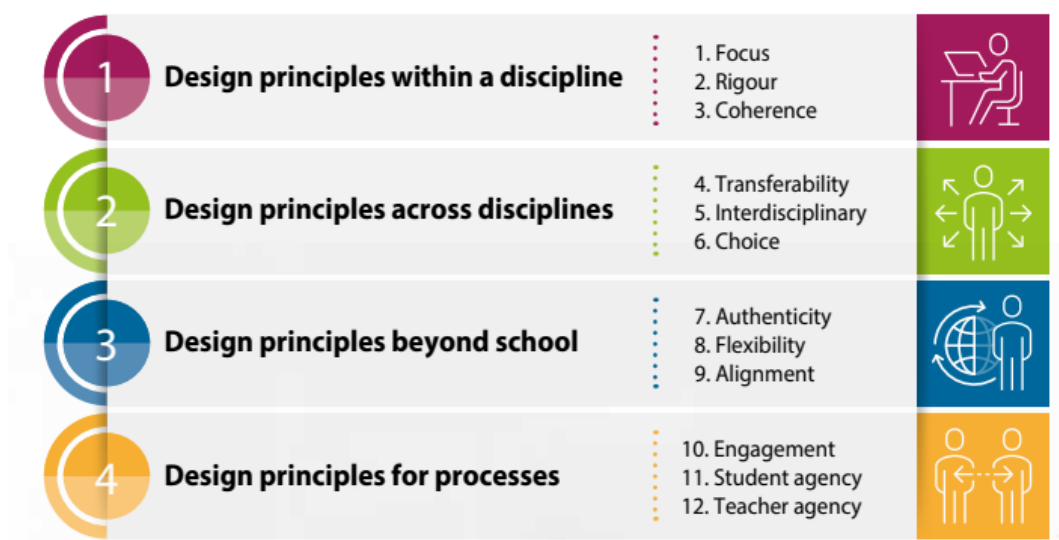 1
Design principles within a discipline
1. Focus
2. Rigour
3. Coherence
2
Design principles across disciplines
4. Transferability
5. Interdisciplinary
6. Choice
3
Design principles beyond school
7. Authenticity
8. Flexibility
9. Alignment
4
Design principles for processes
10. Engagement
11. Student agency
12. Teacher agency